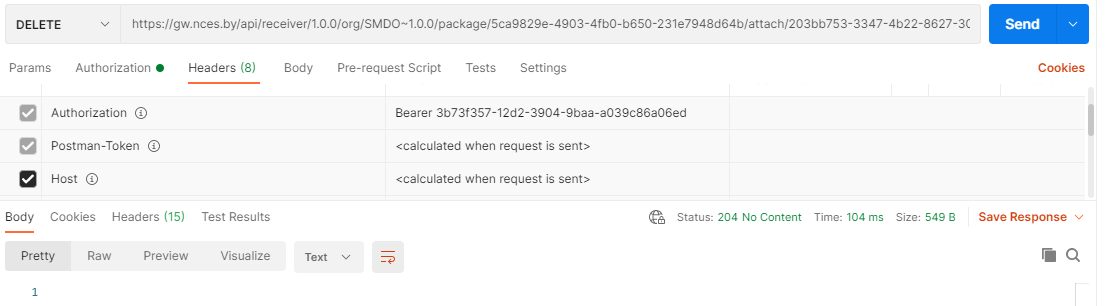 DELETE https://gw.nces.by/api/receiver/1.0.0/org/SMDO~1.0.0/package/5ca9829e-4903-4fb0-b650-231e7948d64b/attach/203bb753-3347-4b22-8627-30 Send
Params Authorization Headers (8) Body Pre-request Script Tests Settings Cookies
Authorization Bearer 3b73f357-12d2-3904-9baa-a039c86a06ed
Postman-Token <calculated when request is sent>
Host <calculated when request is sent>
Body Cookies Headers (15) Test Results Status: 204 No Content Time: 104 ms Size: 549 B Save Response
Pretty Raw Preview Visualize Text
1